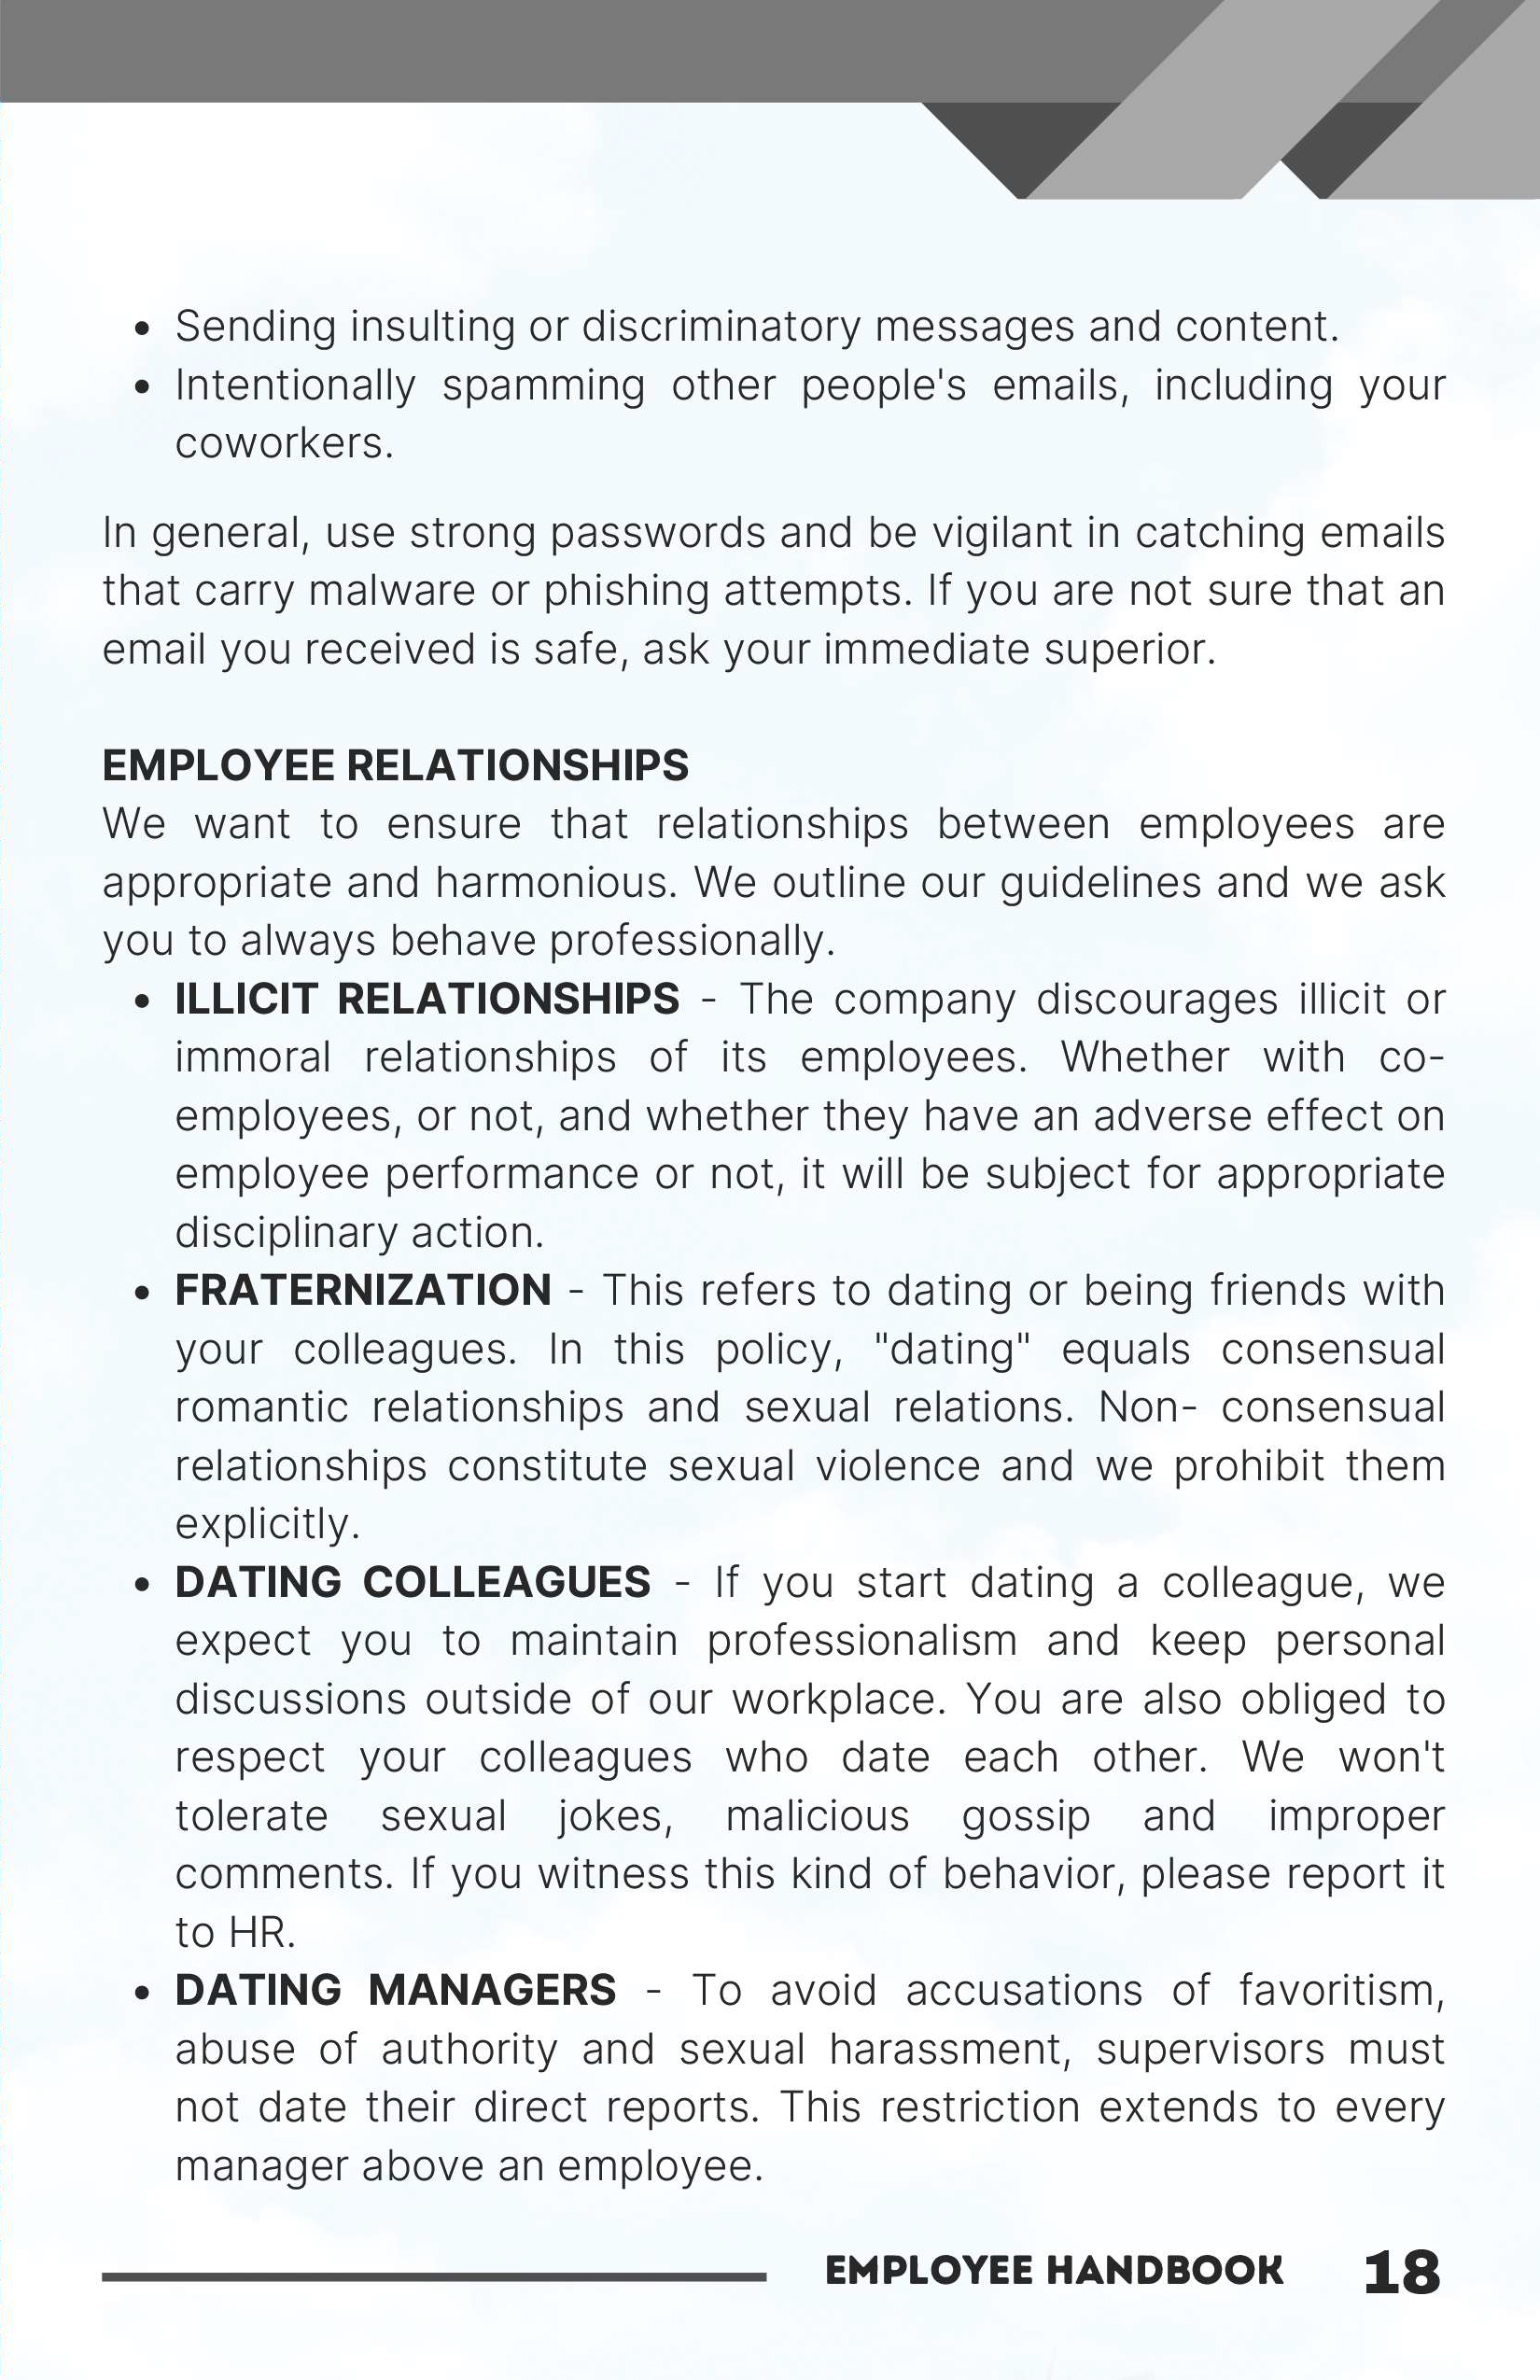 • Sending insulting or discriminatory messages and content.
• Intentionally spamming other people's emails, including your
coworkers.
In general, use strong passwords and be vigilant in catching emails
that carry malware or phishing attempts. If you are not sure that an
email you received is safe, ask your immediate superior.
EMPLOYEE RELATIONSHIPS
We want to ensure that relationships between employees are
appropriate and harmonious. We outline our guidelines and we ask
you to always behave professionally.
• ILLICIT RELATIONSHIPS - The company discourages illicit or
immoral relationships of its employees. Whether with co-
employees, or not, and whether they have an adverse effect on
employee performance or not, it will be subject for appropriate
disciplinary action.
• FRATERNIZATION - This refers to dating or being friends with
your colleagues. In this policy, "dating" equals consensual
romantic relationships and sexual relations. Non- consensual
relationships constitute sexual violence and we prohibit them
explicitly.
• DATING COLLEAGUES - If you start dating a colleague, we
expect you to maintain professionalism and keep personal
discussions outside of our workplace. You are also obliged to
respect your colleagues who date each other. We won't
tolerate sexual jokes, malicious gossip and improper
comments. If you witness this kind of behavior, please report it
to HR.
• DATING MANAGERS - To avoid accusations of favoritism,
abuse of authority and sexual harassment, supervisors must
not date their direct reports. This restriction extends to every
manager above an employee.
EMPLOYEE HANDBOOK 18